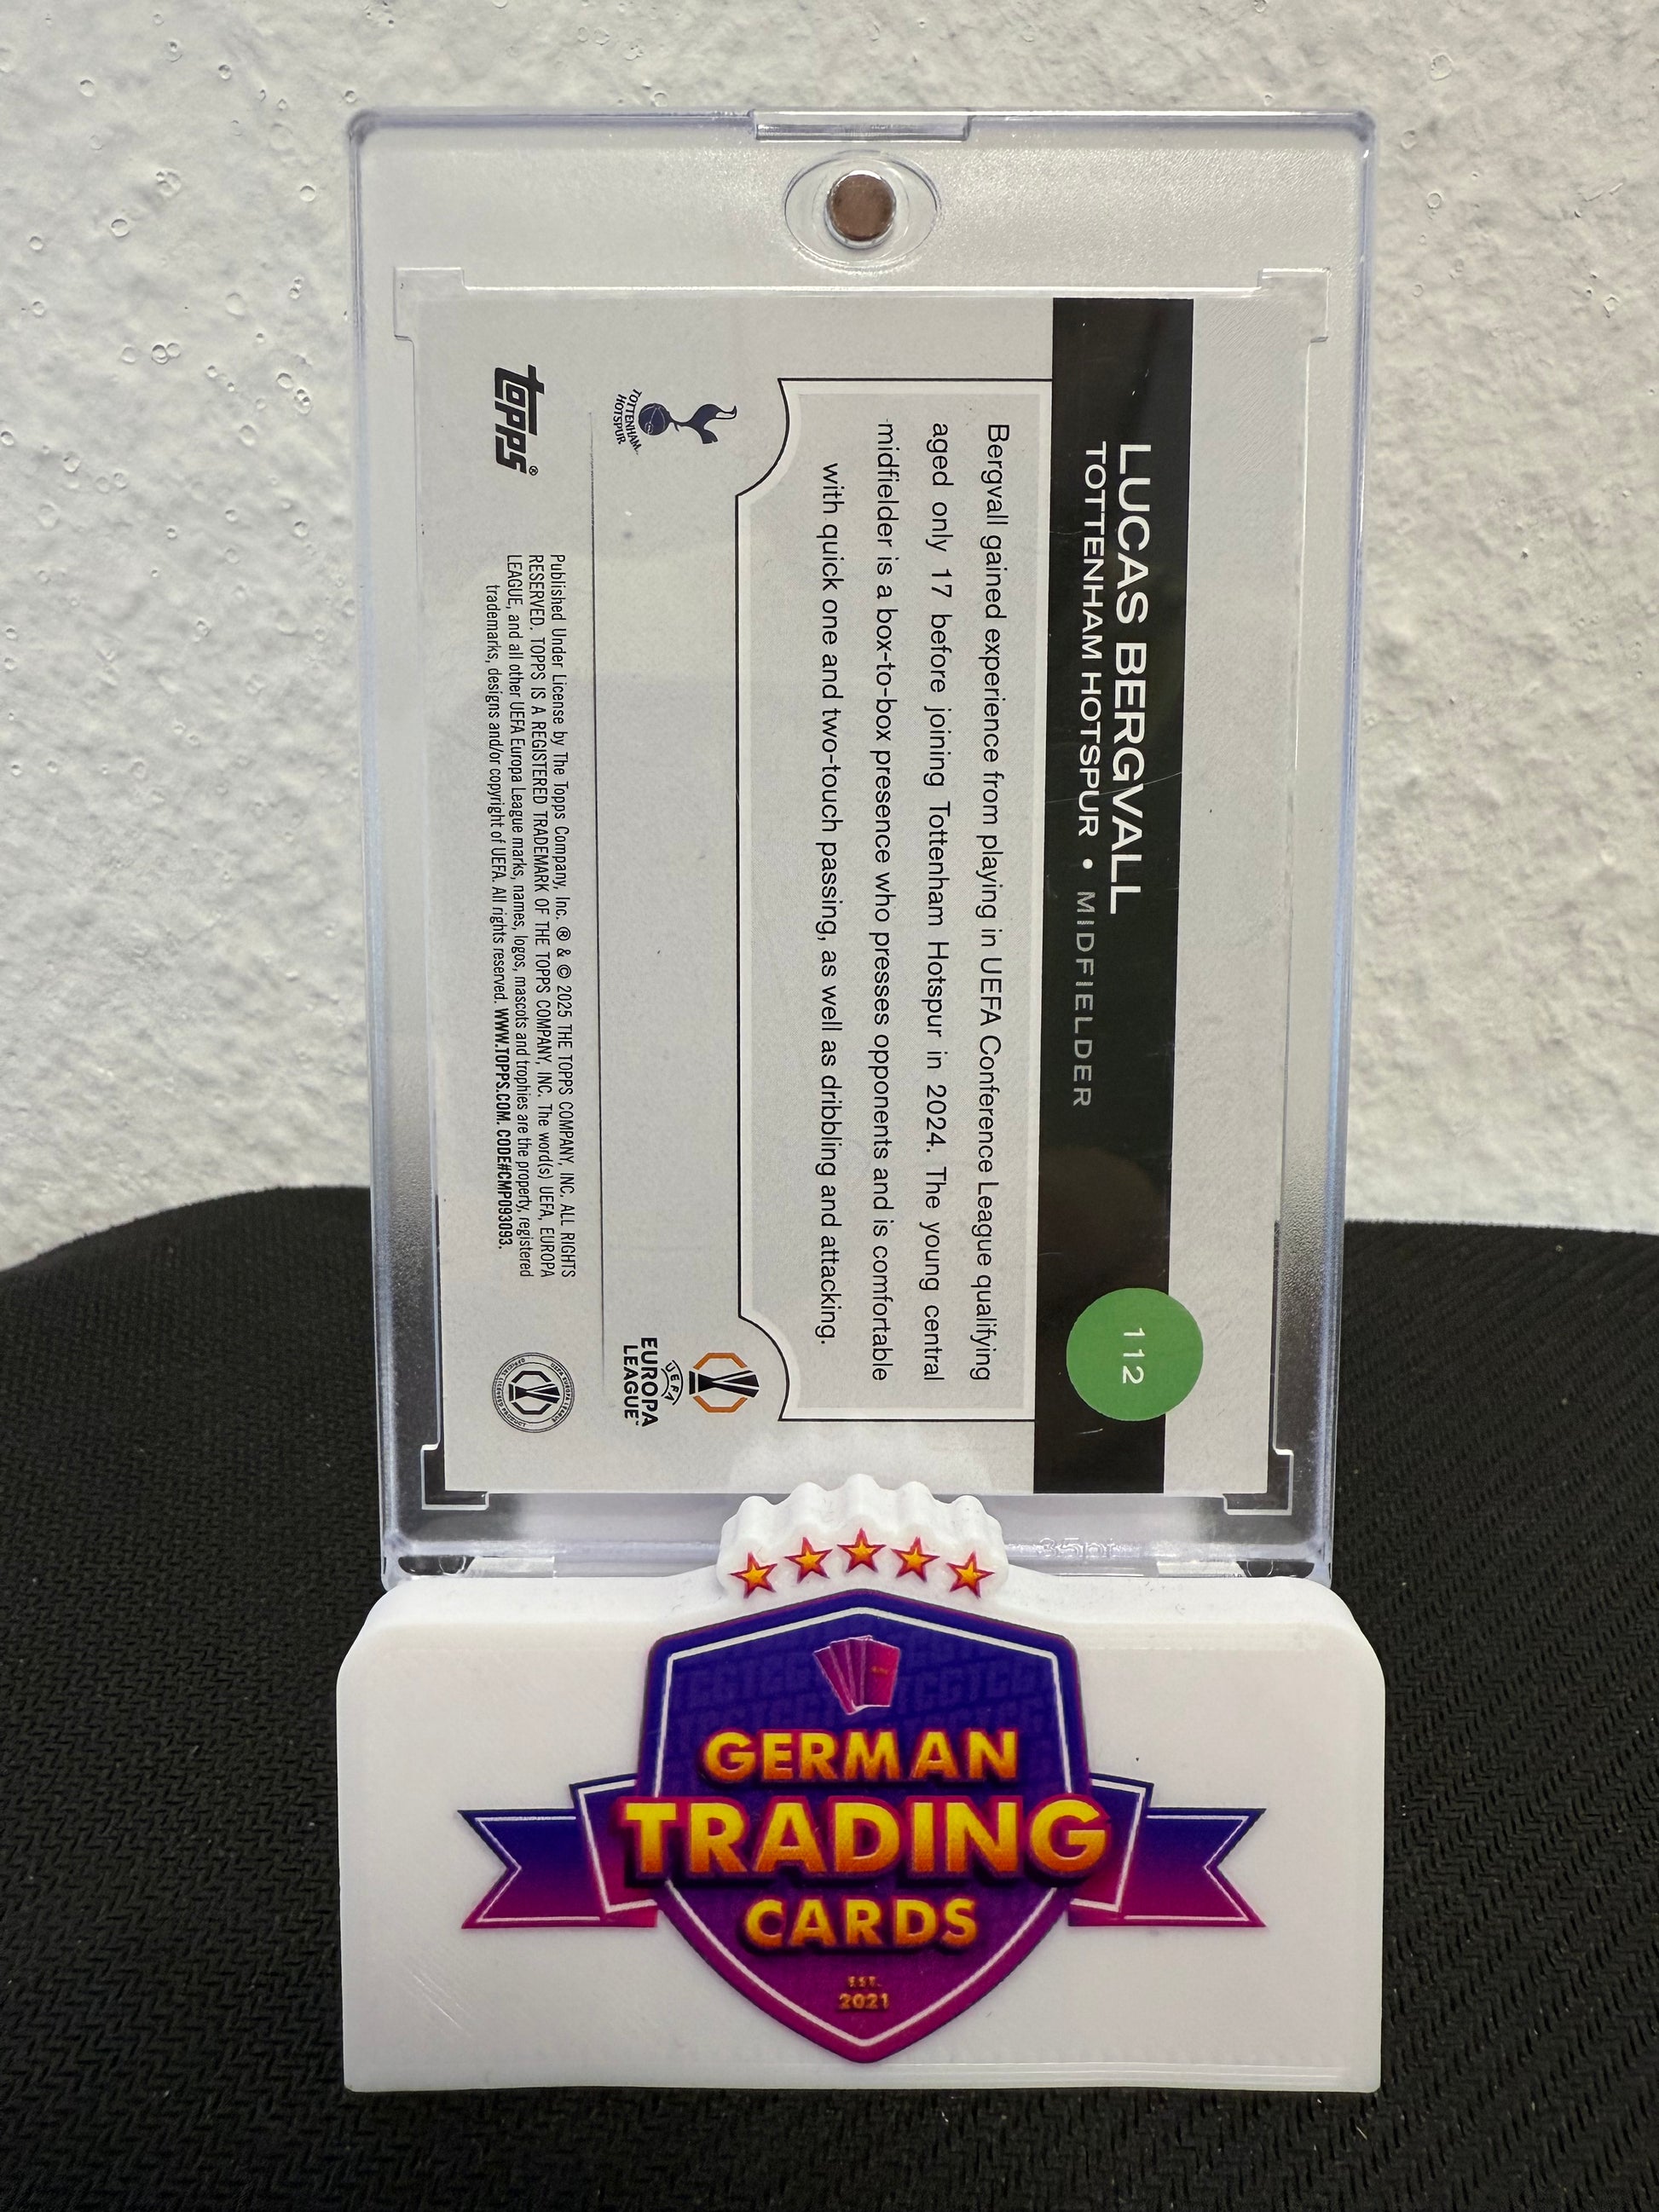 LUCAS BERGVALL
TOTTENHAM HOTSPUR • MIDFIELDER
112
Bergvall gained experience from playing in UEFA Conference League qualifying
aged only 17 before joining Tottenham Hotspur in 2024. The young central
midfielder is a box-to-box presence who presses opponents and is comfortable
with quick one and two-touch passing, as well as dribbling and attacking.
TOTTENHAM
HOTSPUR
UEFA
EUROPA
LEAGUE™
topps®
Published Under License by The Topps Company, Inc. ® & © 2025 THE TOPPS COMPANY, INC. ALL RIGHTS
RESERVED. TOPPS IS A REGISTERED TRADEMARK OF THE TOPPS COMPANY, INC. The word(s) UEFA, EUROPA
LEAGUE, and all other UEFA Europa League marks, names, logos, mascots and trophies are the property, registered
trademarks, designs and/or copyright of UEFA. All rights reserved. WWW.TOPPS.COM. CODE#CMP093093.
35pt
GERMAN
TRADING
CARDS
EST.
2021